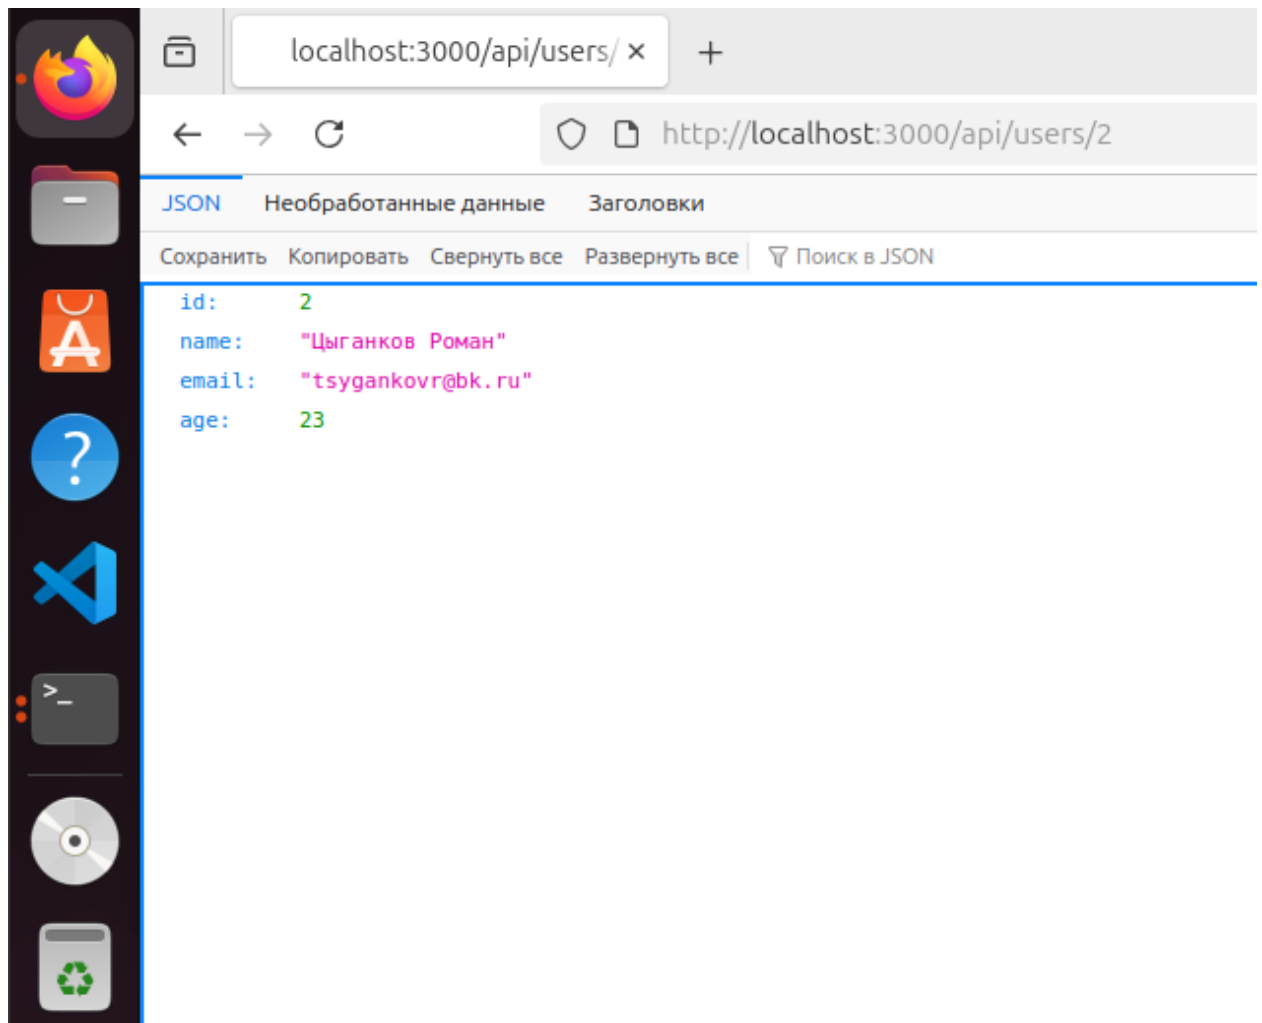 localhost:3000/api/users/
http://localhost:3000/api/users/2
JSON Необработанные данные Заголовки
Сохранить Копировать Свернуть все Развернуть все Поиск в JSON
id: 2
name: "Цыганков Роман"
email: "tsygankovr@bk.ru"
age: 23